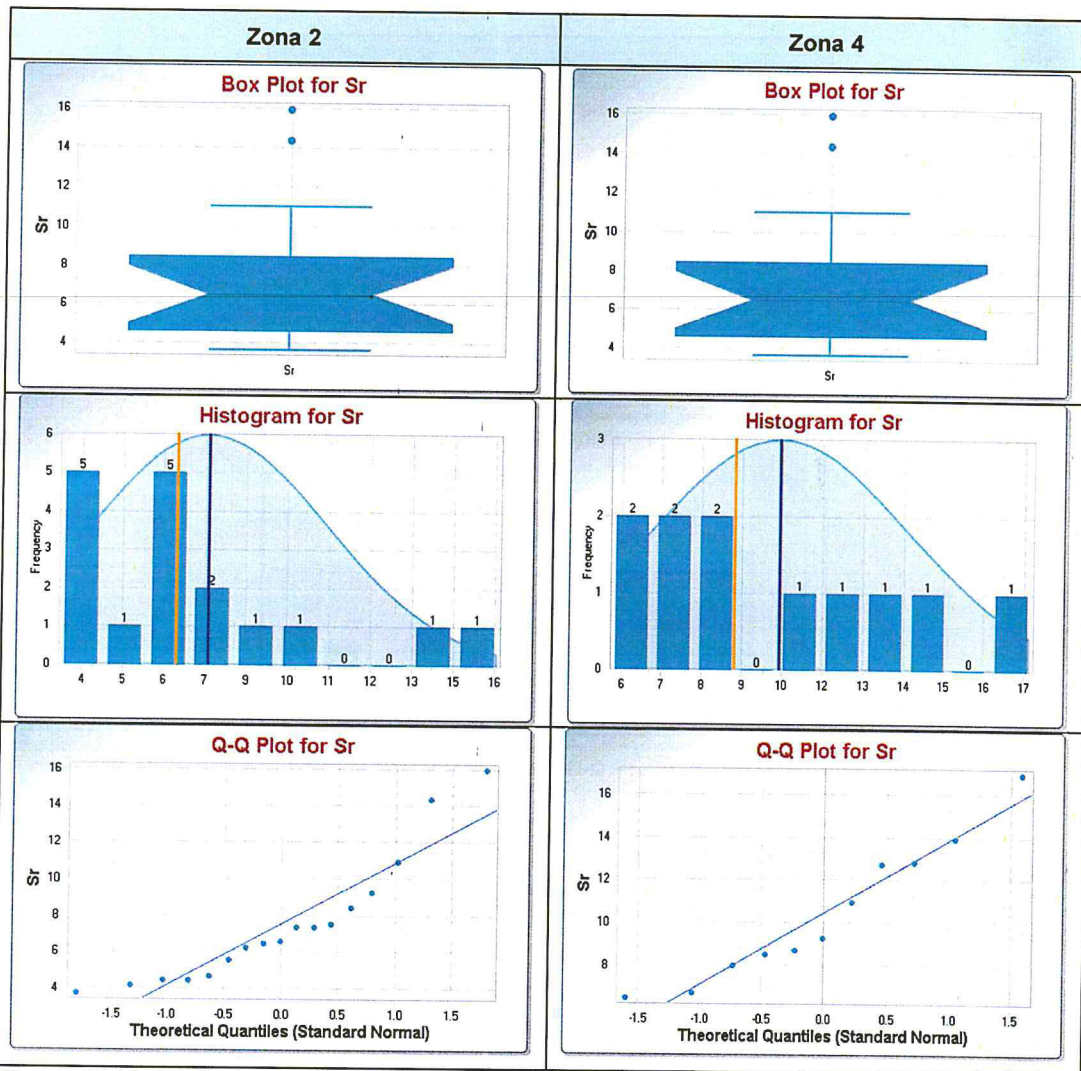 Zona 2
Zona 4
Box Plot for Sr
16
14
12
10
8
6
4
Sr
Sr
Box Plot for Sr
16
14
12
10
8
6
4
Sr
Sr
Histogram for Sr
6
5
4
3
2
1
0
Frequency
5
1
5
2
1
1
0
0
1
1
4 5 6 7 9 10 11 12 13 15 16
Histogram for Sr
3
2
1
0
Frequency
2
2
2
0
1
1
1
1
0
1
6 7 8 9 10 12 13 14 15 16 17
Q-Q Plot for Sr
16
14
12
10
8
6
4
Sr
-1.5 -1.0 -0.5 0.0 0.5 1.0 1.5
Theoretical Quantiles (Standard Normal)
Q-Q Plot for Sr
16
14
12
10
8
Sr
-1.5 -1.0 -0.5 0.0 0.5 1.0 1.5
Theoretical Quantiles (Standard Normal)